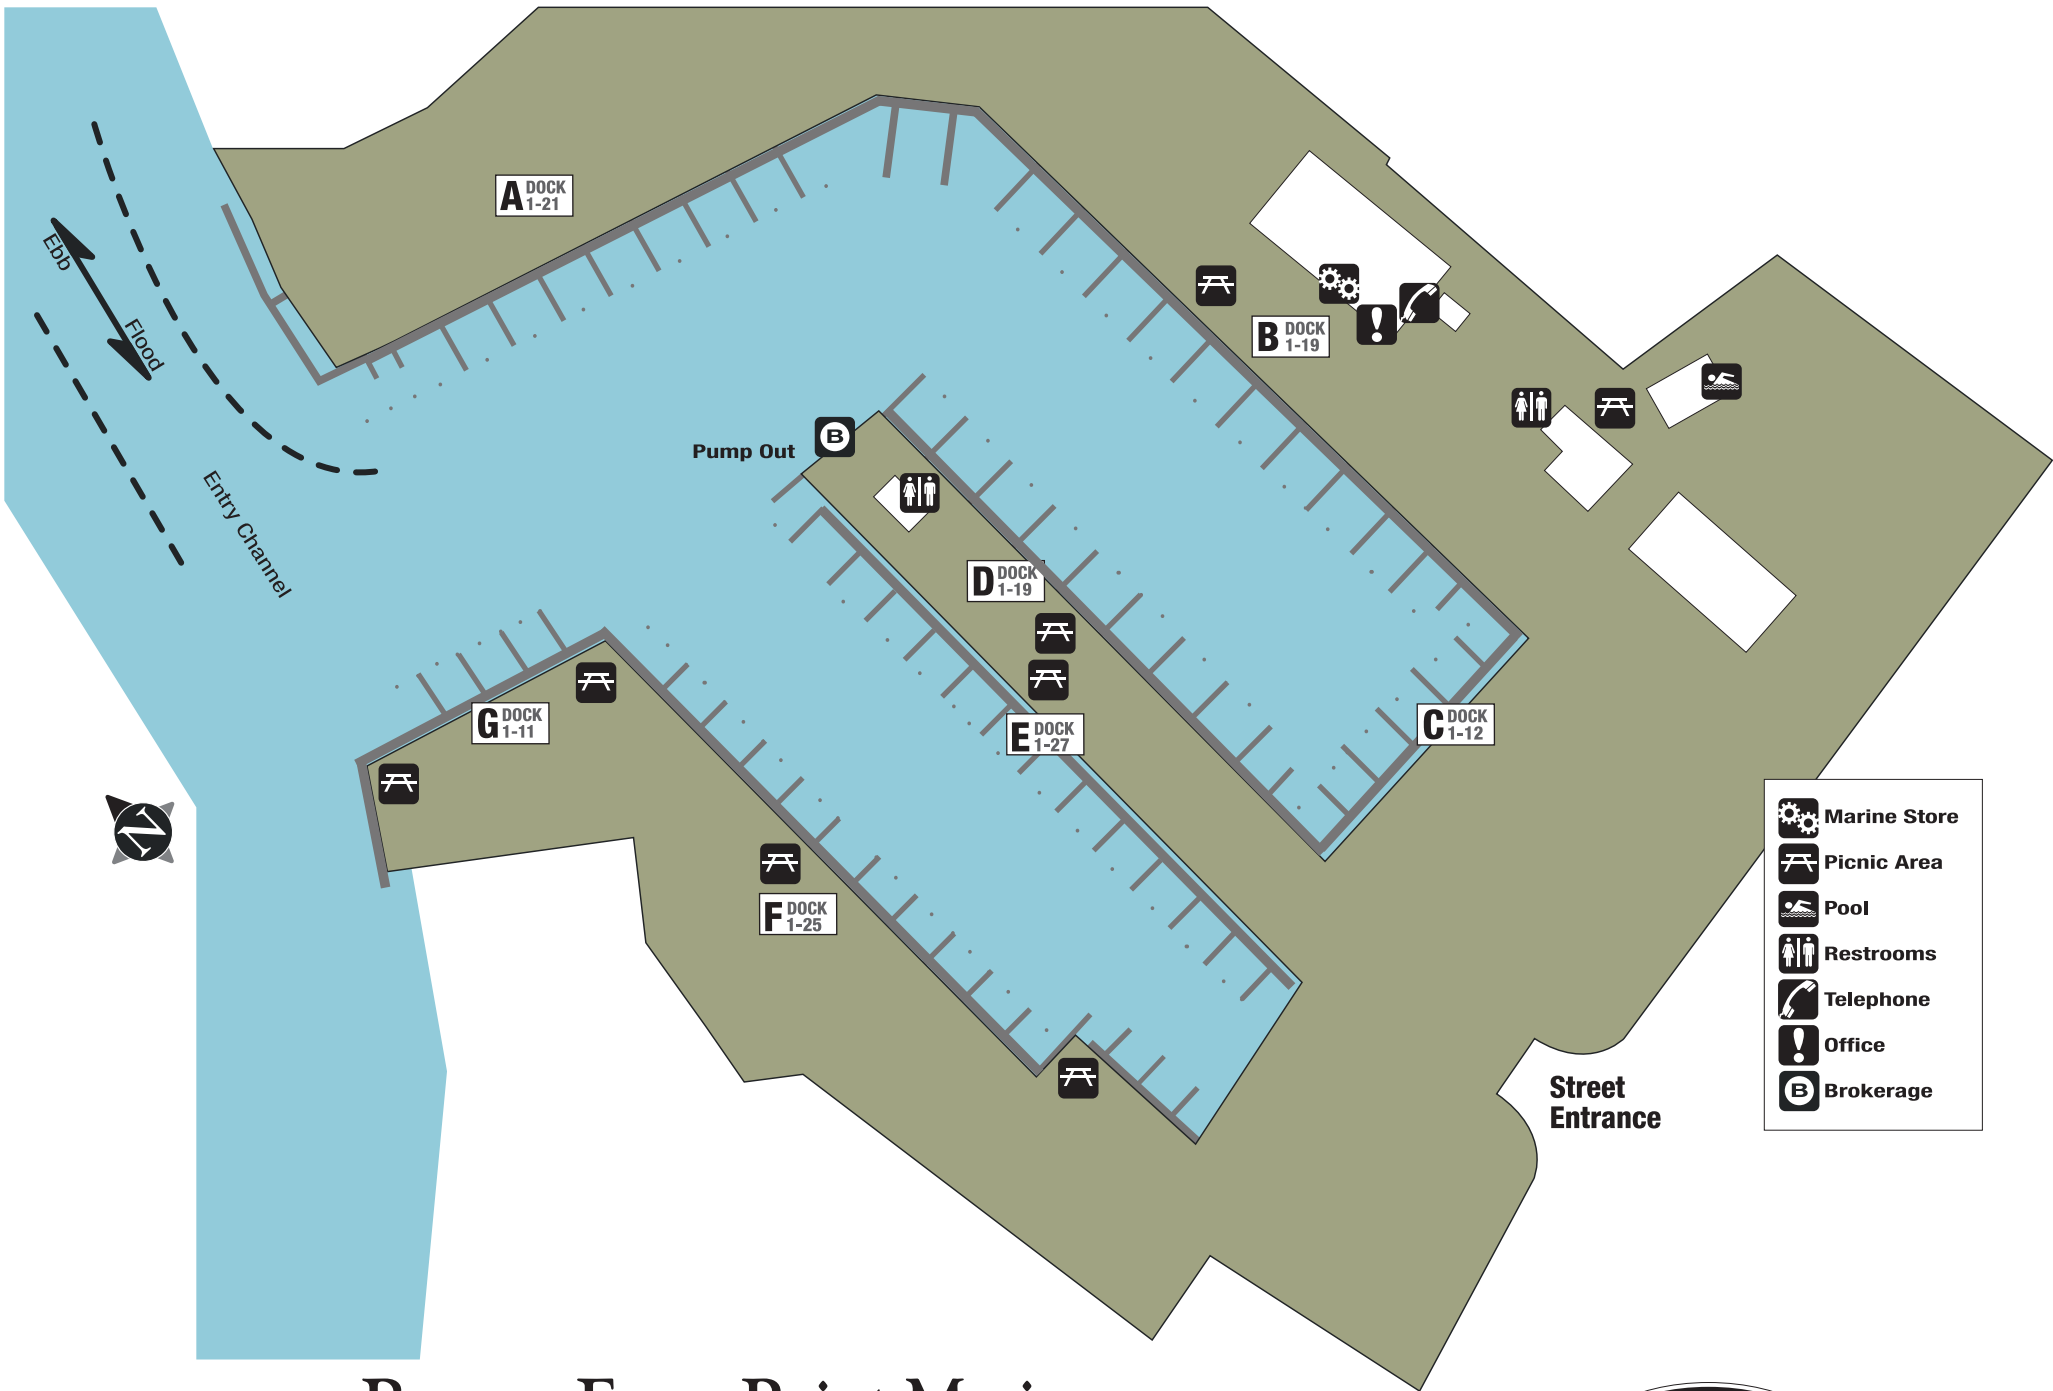 A DOCK
1-21
Ebb
Flood
Entry Channel
Pump Out
B
B DOCK
1-19
D DOCK
1-19
E DOCK
1-27
C DOCK
1-12
G DOCK
1-11
F DOCK
1-25
N
Marine Store
Picnic Area
Pool
Restrooms
Telephone
Office
B Brokerage
Street
Entrance